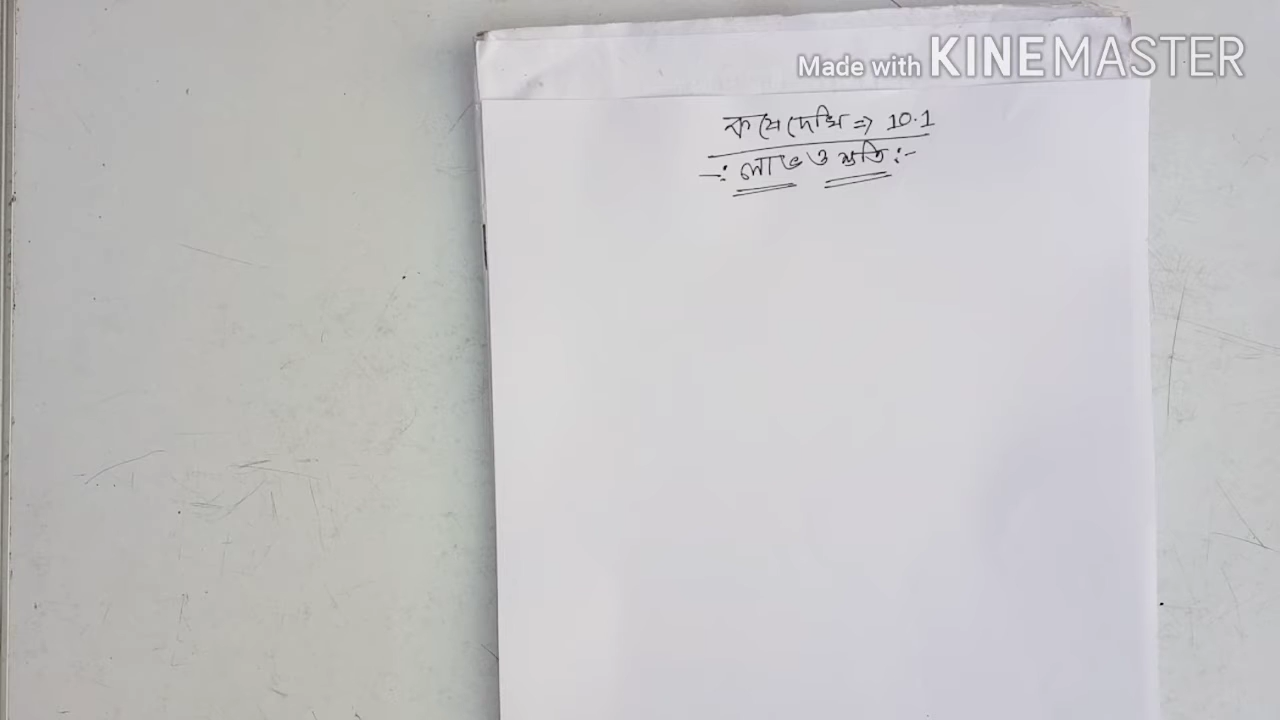 Made with KINEMASTER
কষে দেখি => 10.1
-: লাভ ও ক্ষতি :-